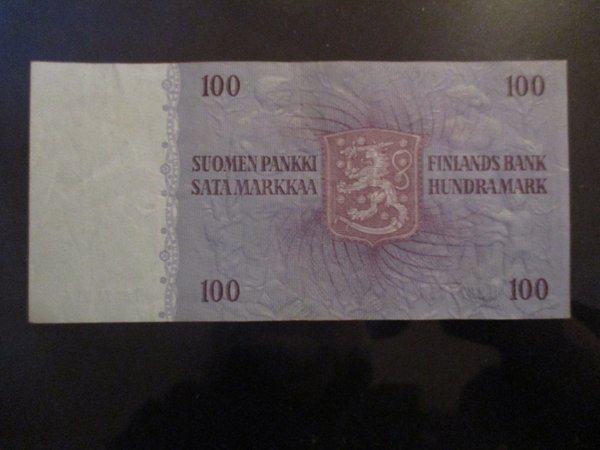 100 100
SUOMEN PANKKI FINLANDS BANK
SATA MARKKAA HUNDRA MARK
100 100